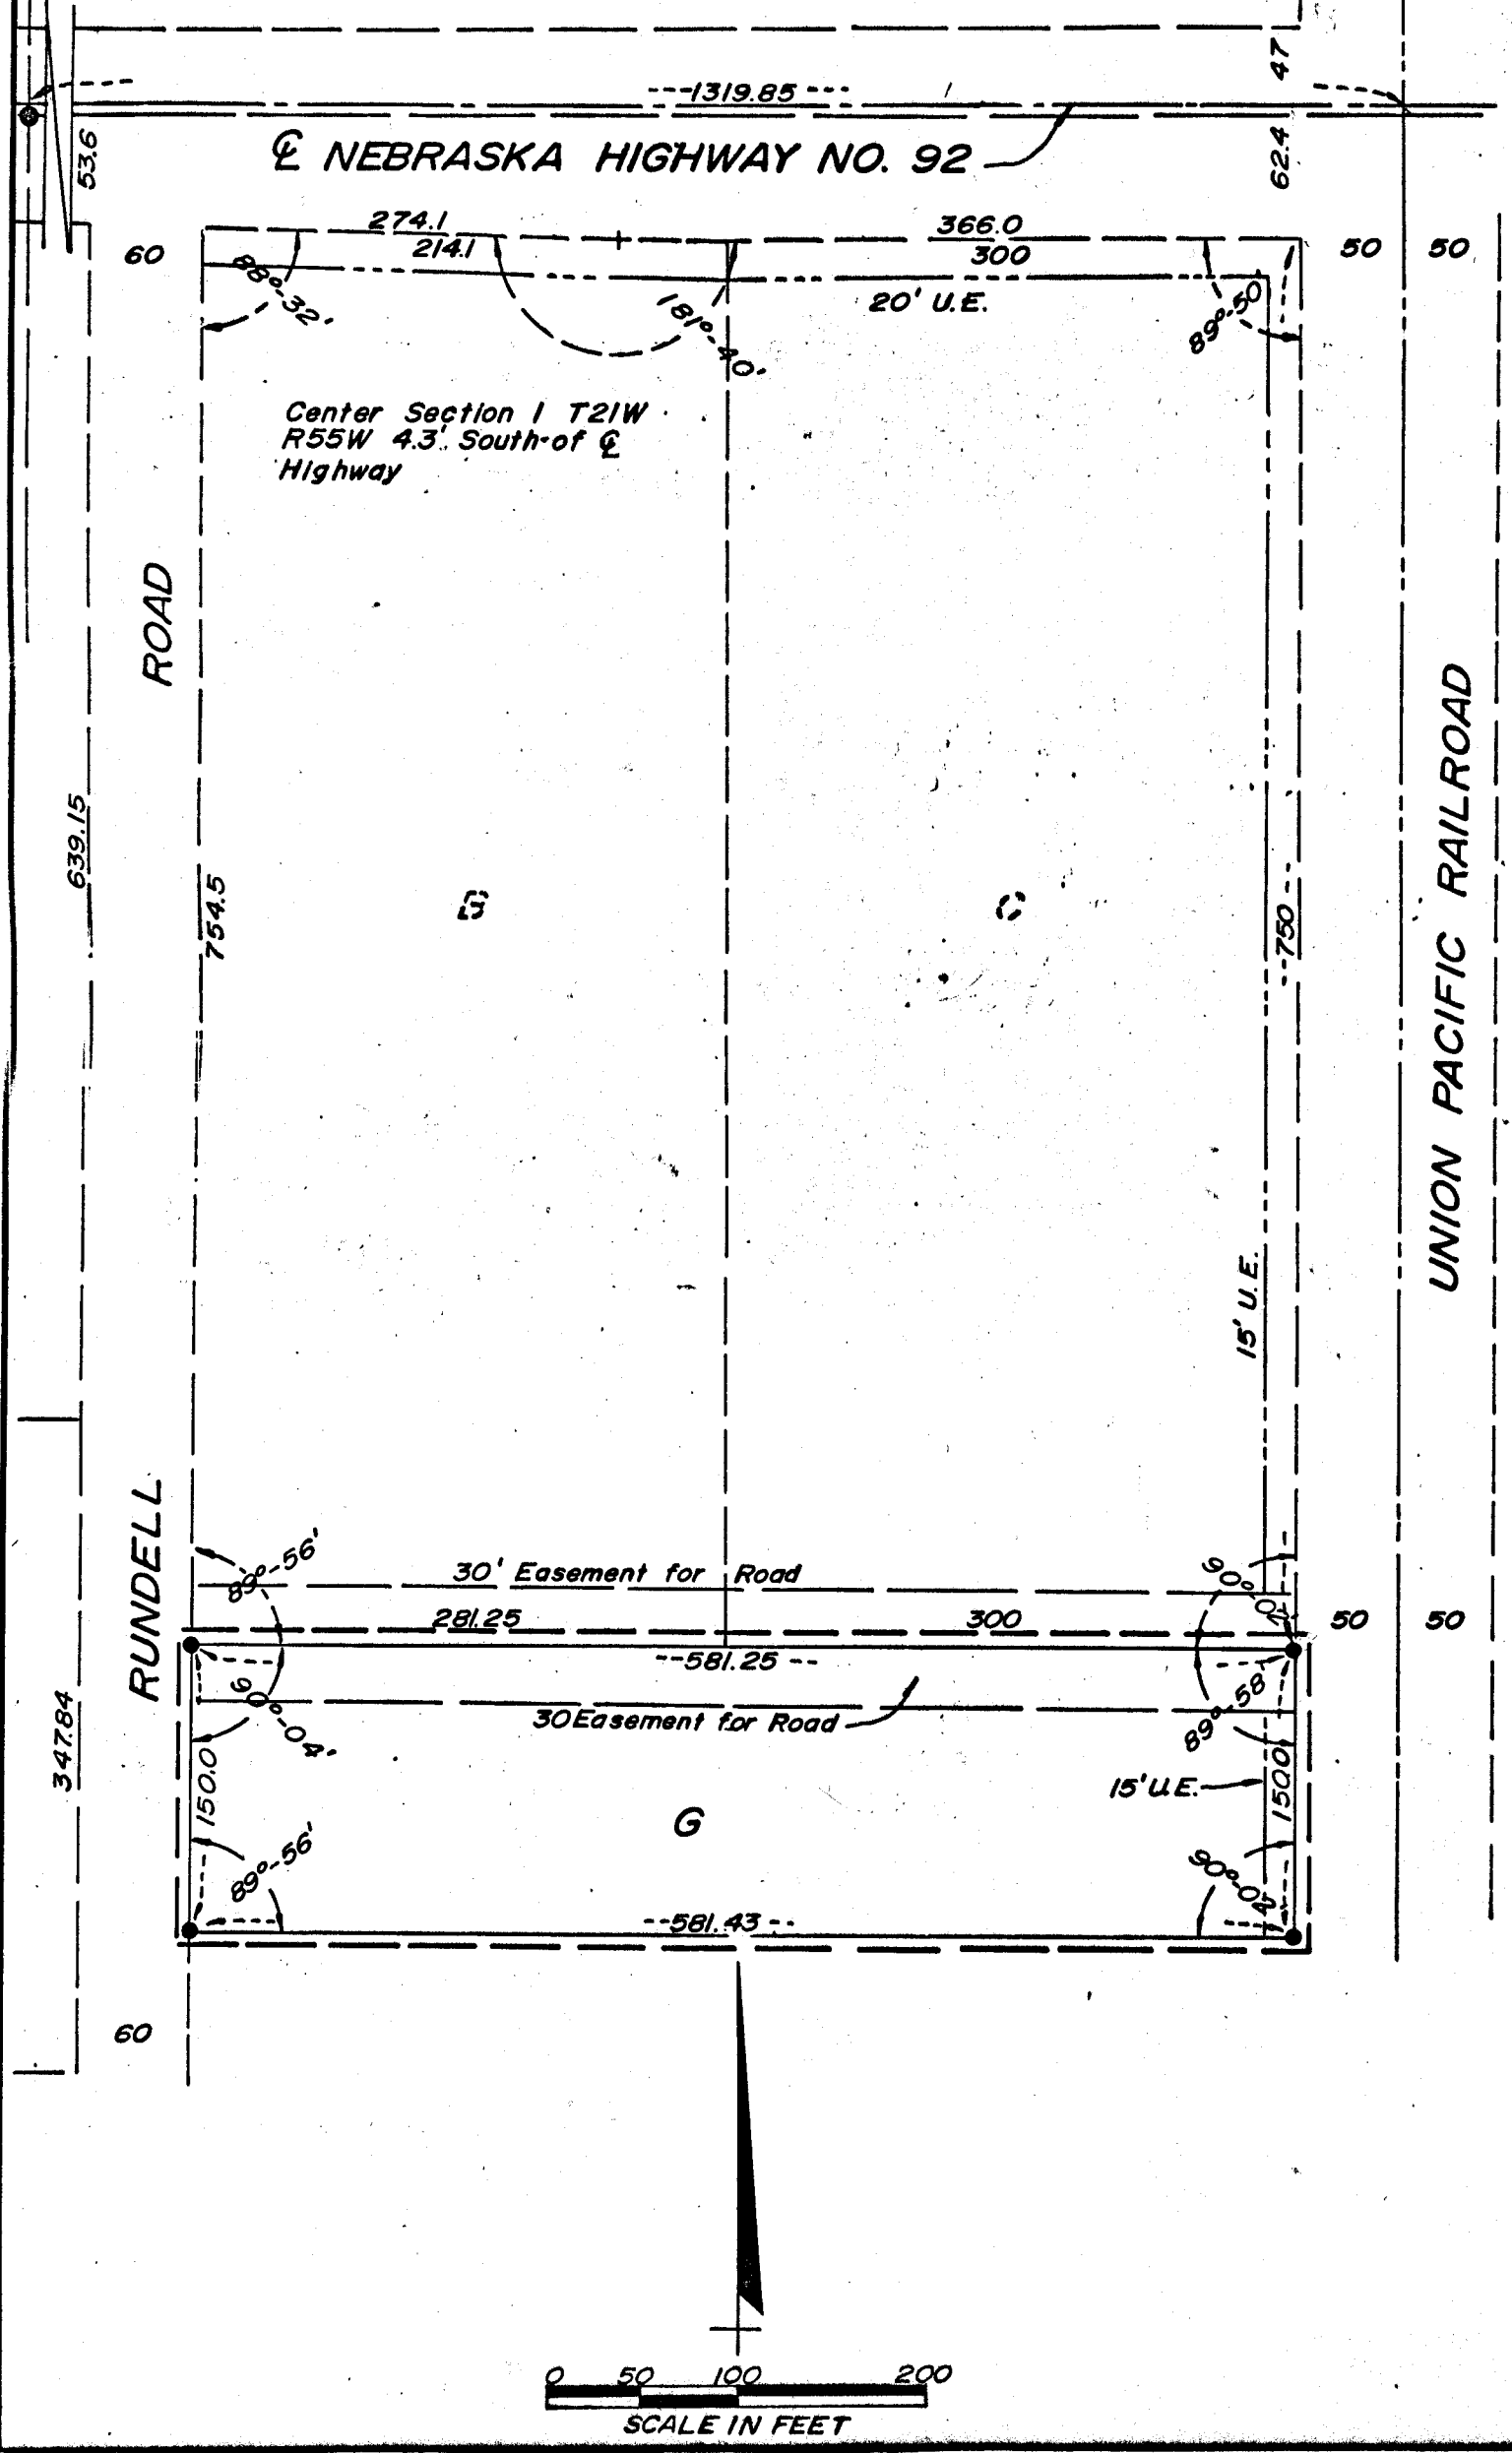 47
---1319.85---
53.6
62.4
℄ NEBRASKA HIGHWAY NO. 92
274.1
366.0
60
214.1
300
50
50
88°-32'
181°-40'
20' U.E.
89°-50'
Center Section 1 T21W
R55W 4.3' South of ℄
Highway
ROAD
UNION PACIFIC RAILROAD
639.15
754.5
B
C
--750--
15' U.E.
RUNDELL
89°-56'
30' Easement for Road
90°-04'
281.25
300
50
50
--581.25--
90°-04'
30 Easement for Road
89°-58'
347.84
150.0
15' U.E.
150.0
G
89°-56'
90°-04'
--581.43--
60
0 50 100 200
SCALE IN FEET